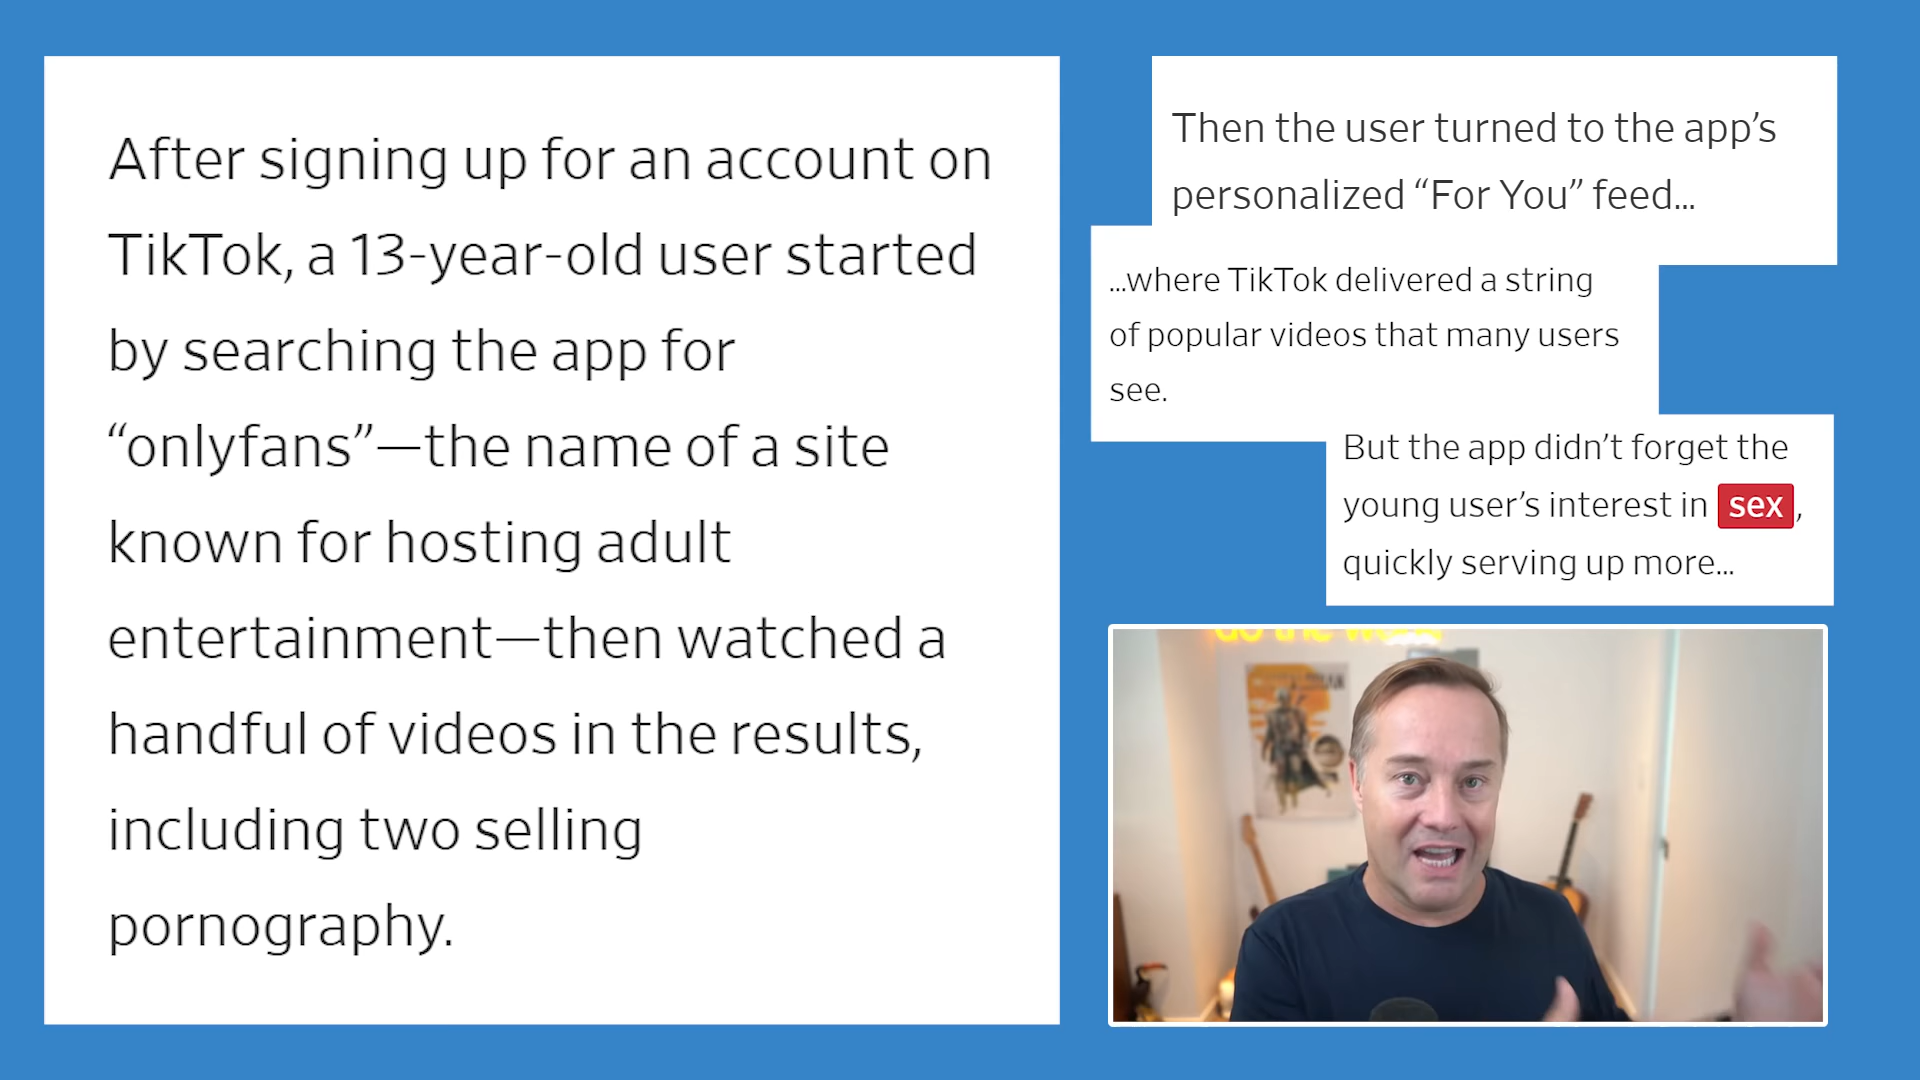 After signing up for an account on
TikTok, a 13-year-old user started
by searching the app for
“onlyfans”—the name of a site
known for hosting adult
entertainment—then watched a
handful of videos in the results,
including two selling
pornography.
Then the user turned to the app’s
personalized “For You” feed...
...where TikTok delivered a string
of popular videos that many users
see.
But the app didn’t forget the
young user’s interest in sex,
quickly serving up more...
do the work